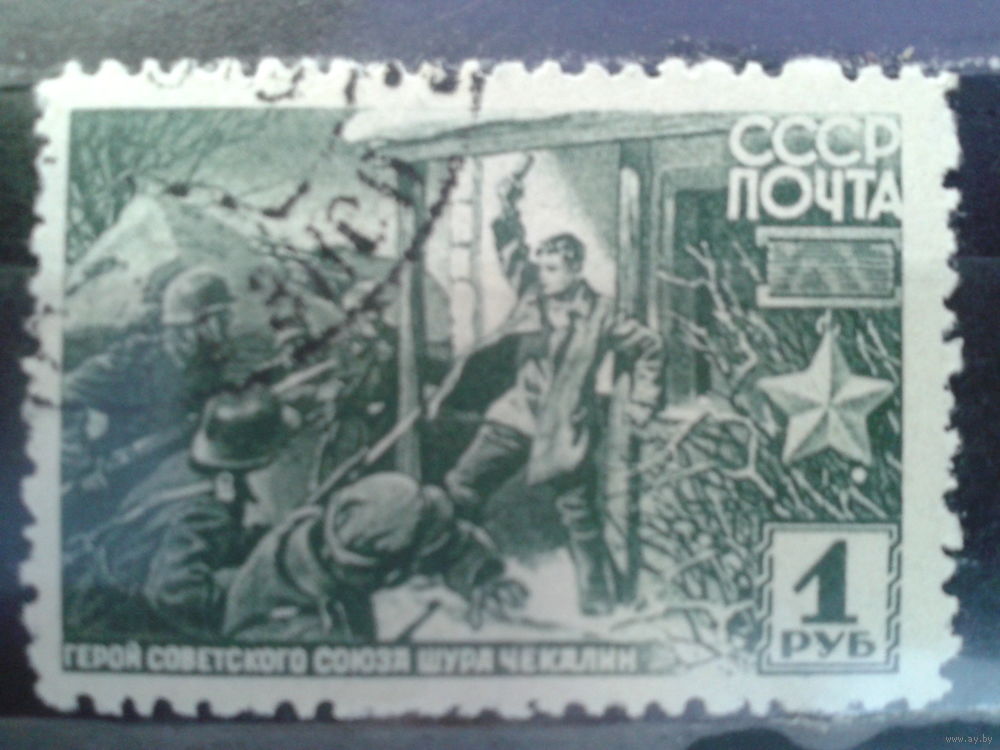 СССР
ПОЧТА
1
РУБ
ГЕРОЙ СОВЕТСКОГО СОЮЗА ШУРА ЧЕКАЛИН
www.ay.by